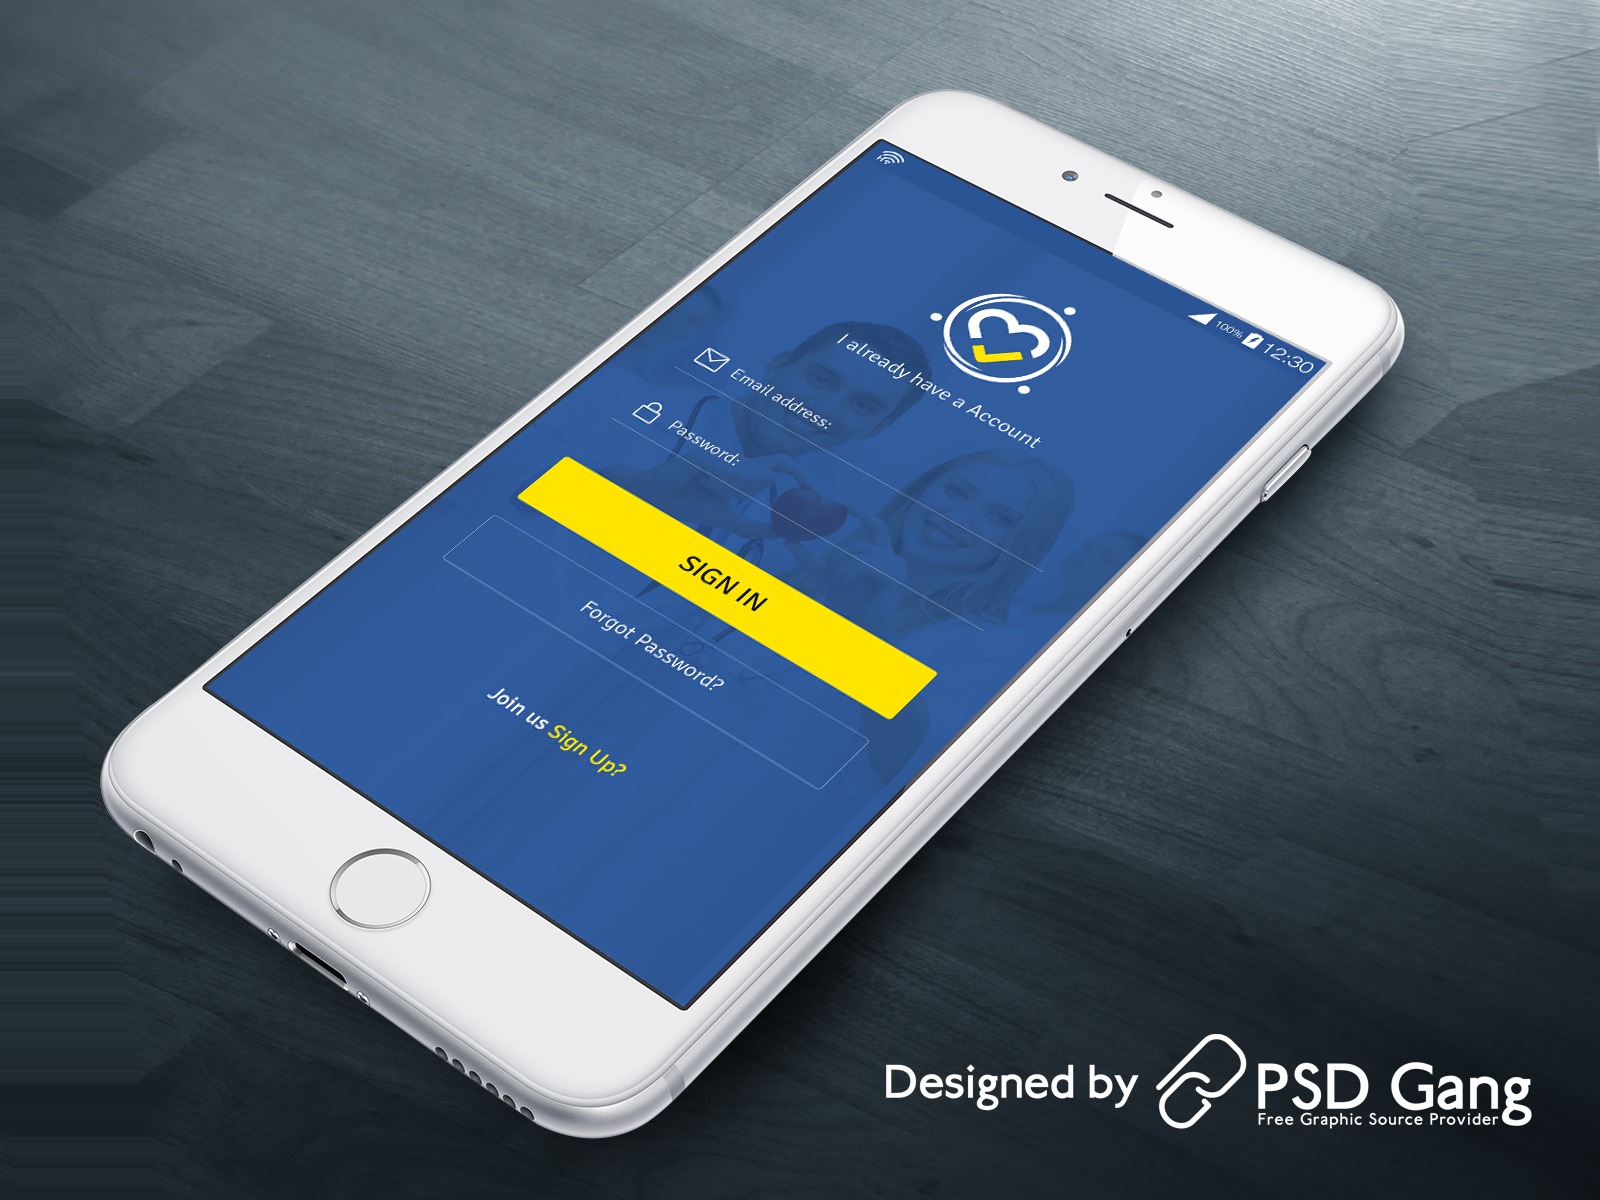 100% 12:30
I already have a Account
Email address:
Password:
SIGN IN
Forgot Password?
Join us Sign Up?
Designed by PSD Gang
Free Graphic Source Provider